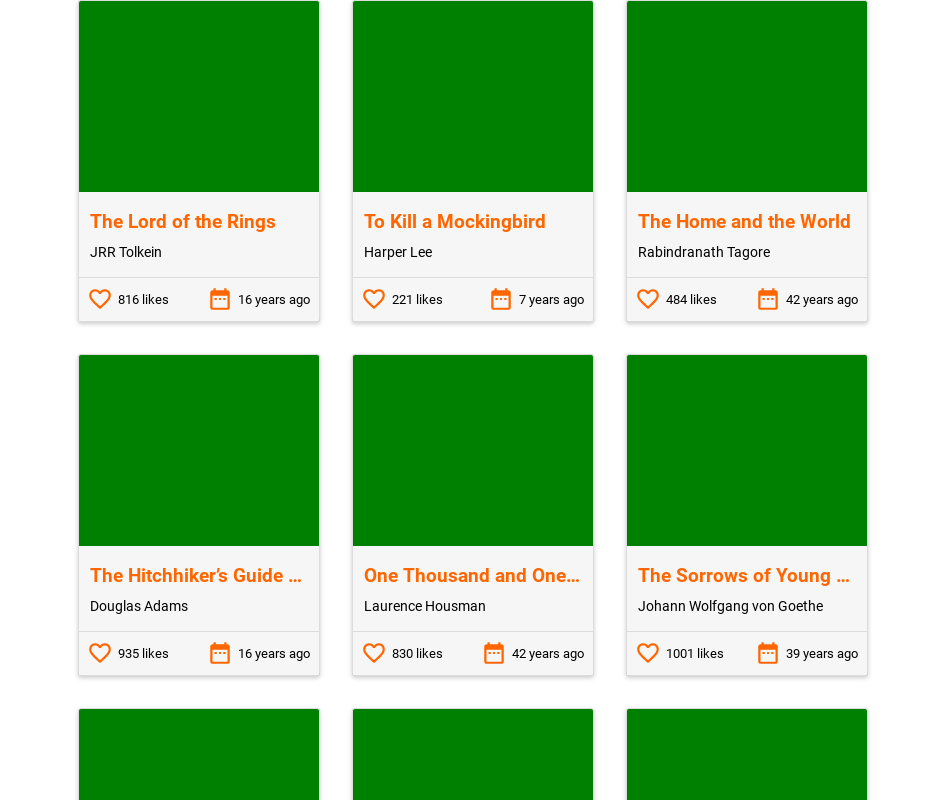 The Lord of the Rings
JRR Tolkein
816 likes
16 years ago
To Kill a Mockingbird
Harper Lee
221 likes
7 years ago
The Home and the World
Rabindranath Tagore
484 likes
42 years ago
The Hitchhiker’s Guide ...
Douglas Adams
935 likes
16 years ago
One Thousand and One...
Laurence Housman
830 likes
42 years ago
The Sorrows of Young ...
Johann Wolfgang von Goethe
1001 likes
39 years ago